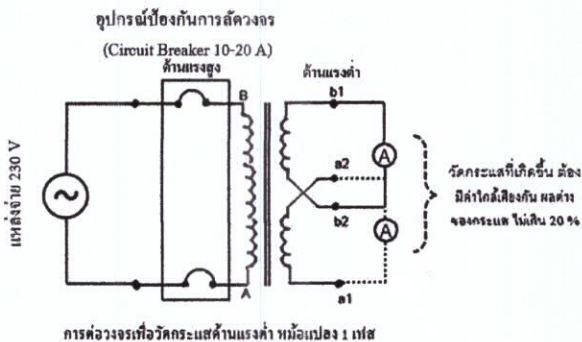 อุปกรณ์ป้องกันการลัดวงจร
(Circuit Breaker 10-20 A)
ด้านแรงสูง
ด้านแรงต่ำ
B
b1
A
a2
แหล่งจ่าย 230 V
b2
A
วัดกระแสที่เกิดขึ้น ต้อง
มีค่าใกล้เคียงกัน ผลต่าง
ของกระแส ไม่เกิน 20 %
A
a1
การต่อวงจรเพื่อวัดกระแสด้านแรงต่ำ หม้อแปลง 1 เฟส